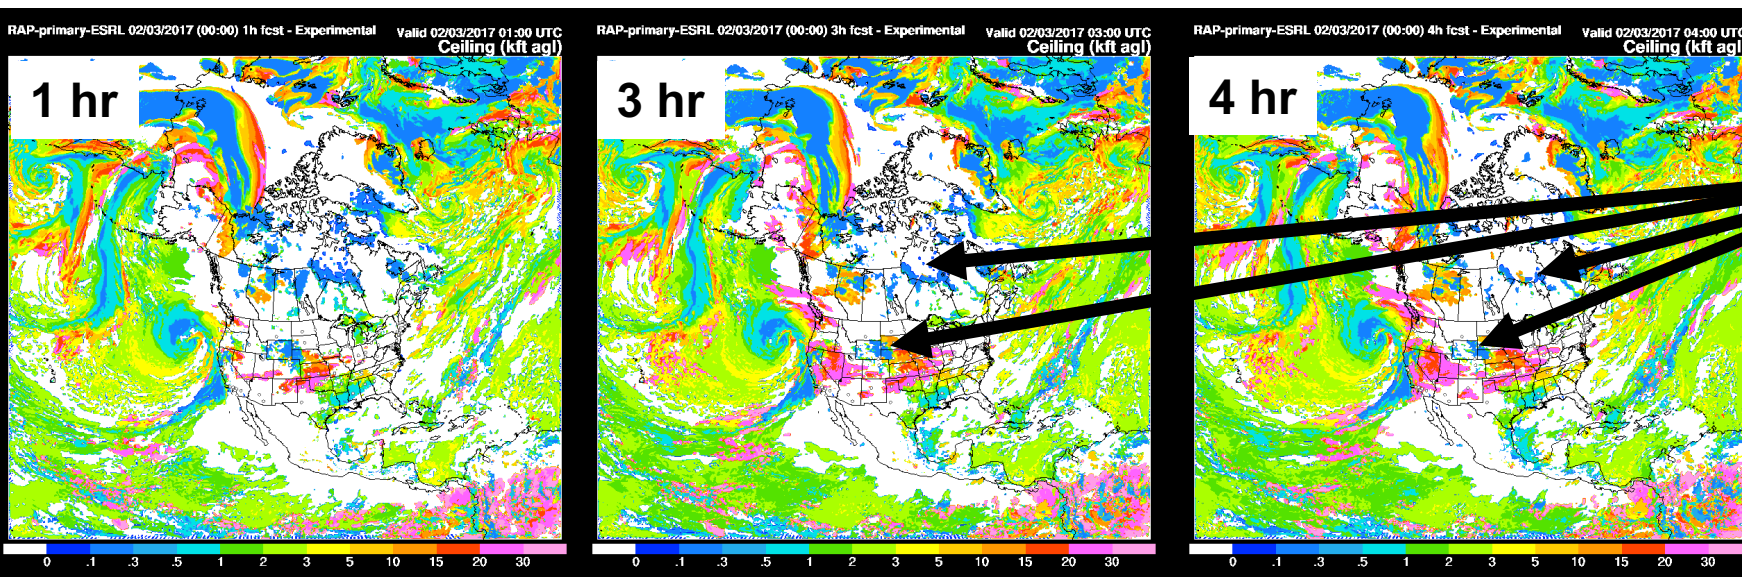 RAP-primary-ESRL 02/03/2017 (00:00) 1h fcst - Experimental
Valid 02/03/2017 01:00 UTC
Ceiling (kft agl)
1 hr
0 .1 .3 .5 1 2 3 5 10 15 20 30
RAP-primary-ESRL 02/03/2017 (00:00) 3h fcst - Experimental
Valid 02/03/2017 03:00 UTC
Ceiling (kft agl)
3 hr
0 .1 .3 .5 1 2 3 5 10 15 20 30
RAP-primary-ESRL 02/03/2017 (00:00) 4h fcst - Experimental
Valid 02/03/2017 04:00 UTC
Ceiling (kft agl)
4 hr
0 .1 .3 .5 1 2 3 5 10 15 20 30